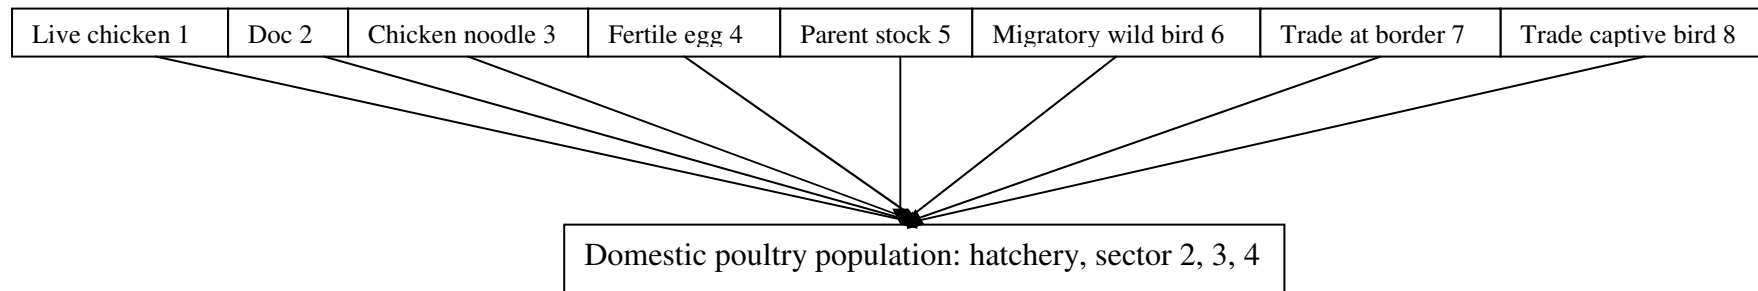 Live chicken 1
Doc 2
Chicken noodle 3
Fertile egg 4
Parent stock 5
Migratory wild bird 6
Trade at border 7
Trade captive bird 8
Domestic poultry population: hatchery, sector 2, 3, 4